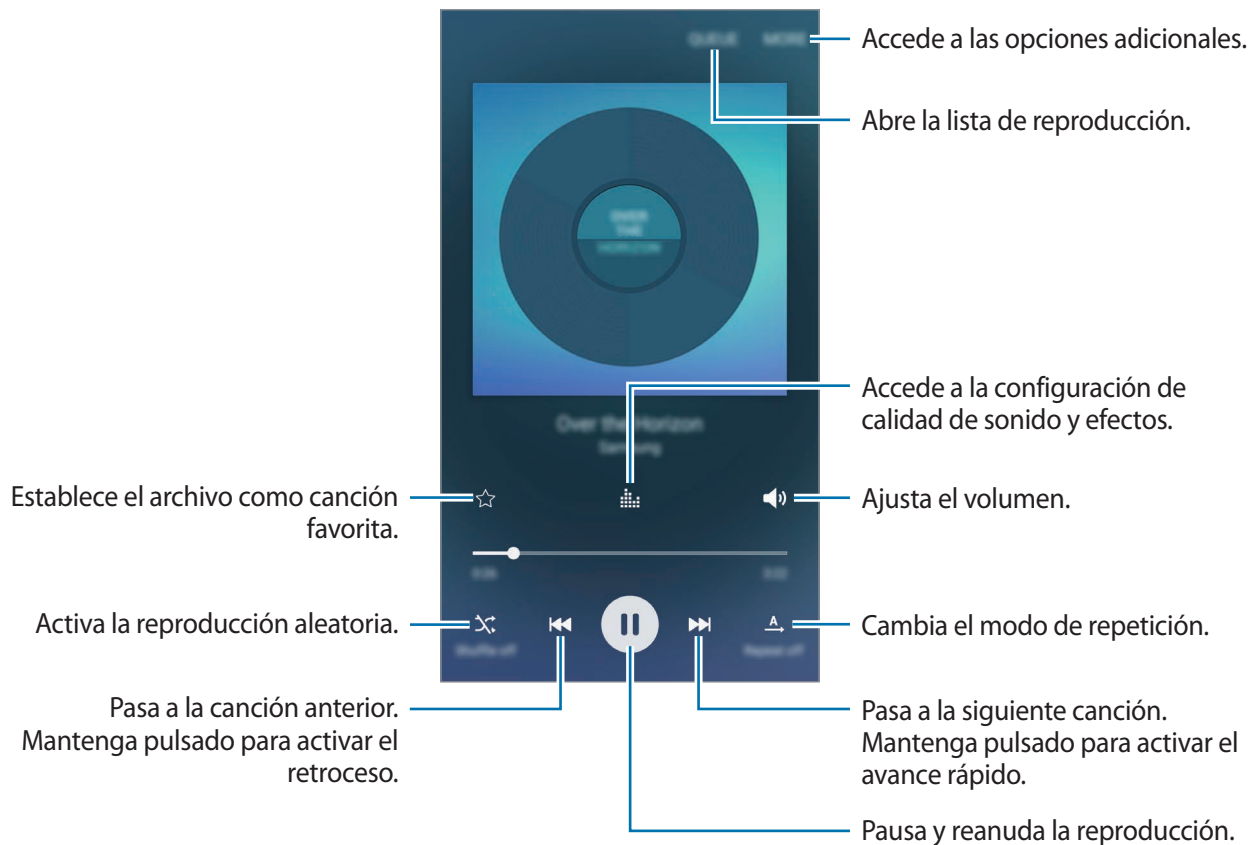 QUEUE MORE
Accede a las opciones adicionales.
Abre la lista de reproducción.
OVER
THE
HORIZON
Accede a la configuración de
calidad de sonido y efectos.
Over the Horizon
Samsung
Establece el archivo como canción
favorita.
Ajusta el volumen.
0:26
Activa la reproducción aleatoria.
A
Cambia el modo de repetición.
Shuffle off
Repeat off
Pasa a la canción anterior.
Mantenga pulsado para activar el
retroceso.
Pasa a la siguiente canción.
Mantenga pulsado para activar el
avance rápido.
Pausa y reanuda la reproducción.